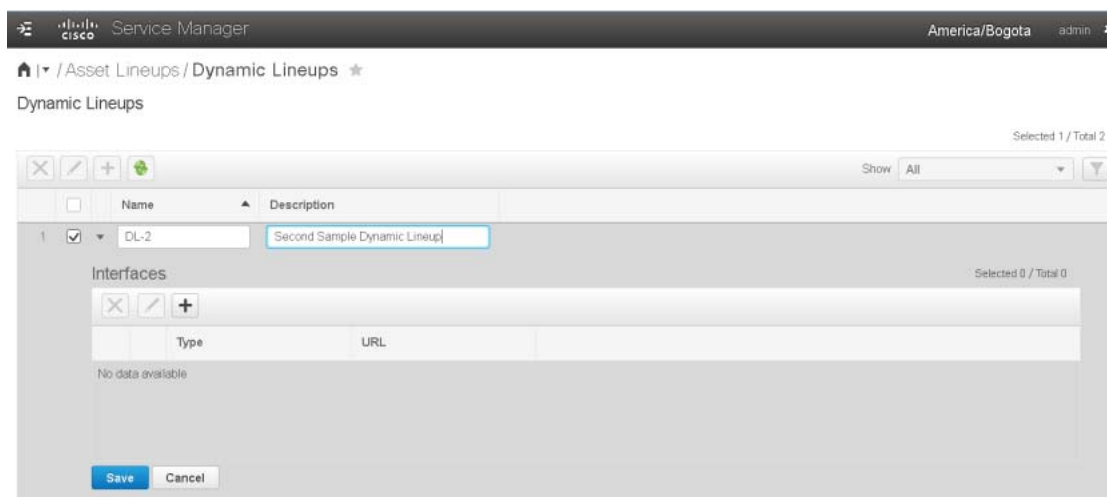 cisco Service Manager America/Bogota admin
/ Asset Lineups / Dynamic Lineups
Dynamic Lineups
Selected 1 / Total 2
Show All
Name Description
1 DL-2 Second Sample Dynamic Lineup
Interfaces Selected 0 / Total 0
Type URL
No data available
Save Cancel